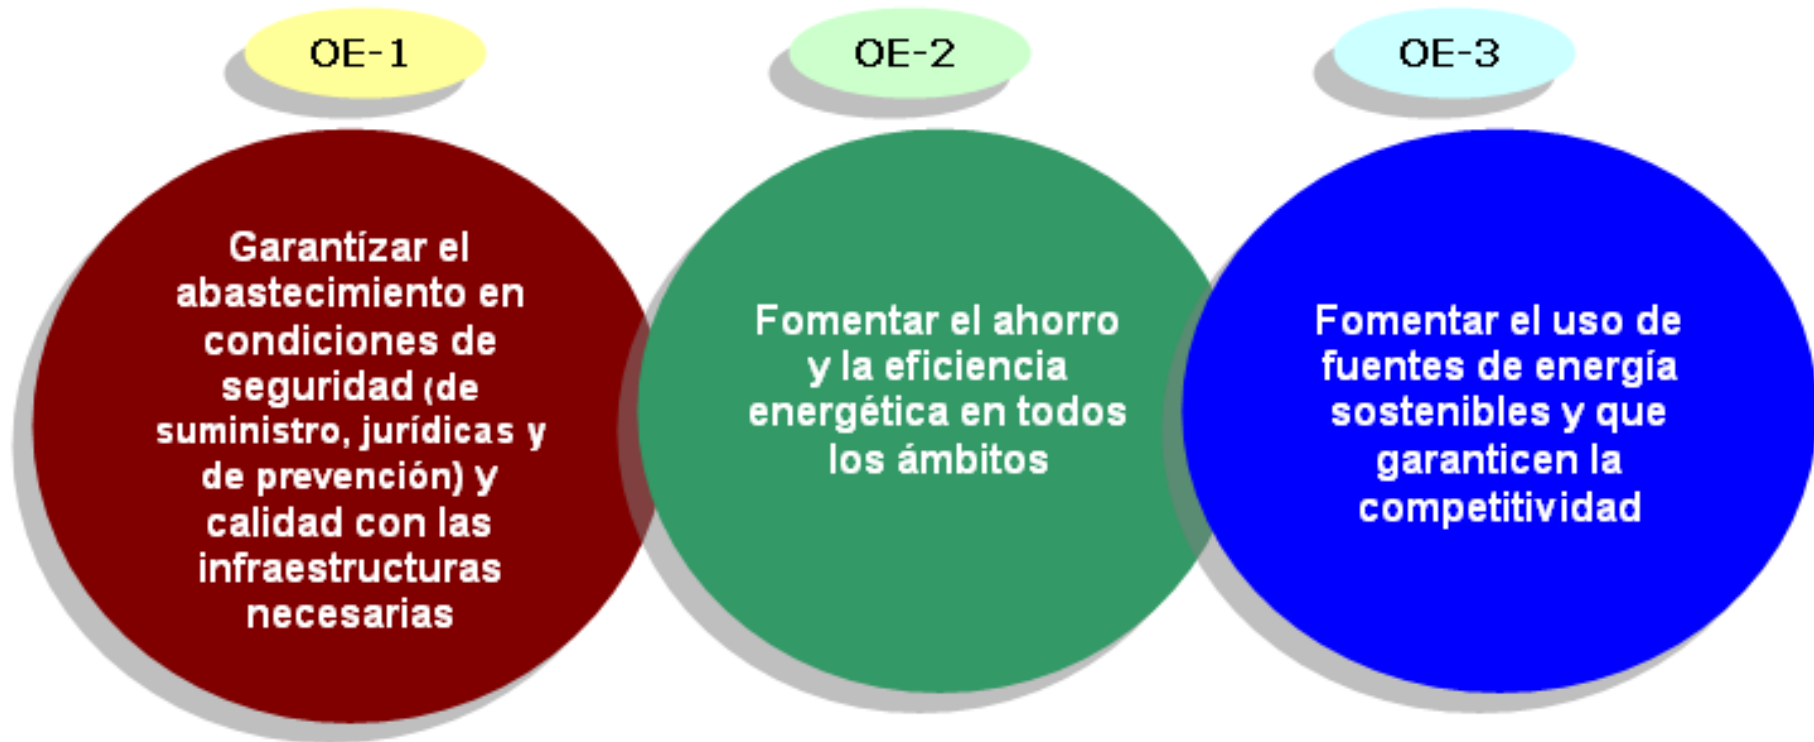 OE-1
Garantízar el
abastecimiento en
condiciones de
seguridad (de
suministro, jurídicas y
de prevención) y
calidad con las
infraestructuras
necesarias
OE-2
Fomentar el ahorro
y la eficiencia
energética en todos
los ámbitos
OE-3
Fomentar el uso de
fuentes de energía
sostenibles y que
garanticen la
competitividad